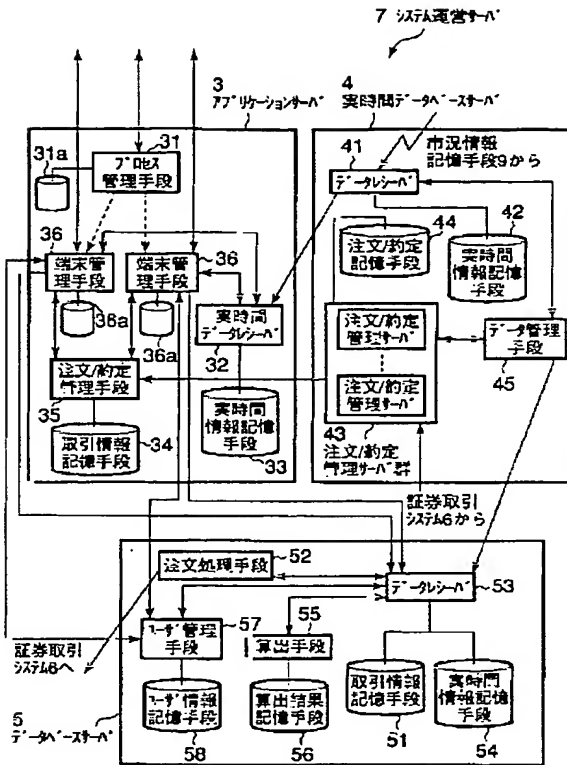 7 システム運営サーバ
3
アプリケーションサーバ
4
実時間データベースサーバ
31
31a
プロセス
管理手段
41
データレシーバ
市況情報
記憶手段9から
36
端末管
理手段
36
端末管
理手段
36a
36a
44
注文/約定
記憶手段
42
実時間
情報記憶
手段
実時間
データレシーバ
32
注文/約定
管理サーバ
注文/約定
管理サーバ
データ管理
手段
45
注文/約定
管理手段
35
取引情報
記憶手段
34
実時間
情報記憶
手段
33
43
注文/約定
管理サーバ群
証券取引
システム6から
注文処理手段
52
データレシーバ
53
ユーザ管理
手段
57
55
算出手段
証券取引
システム6へ
5
データベースサーバ
ユーザ情報
記憶手段
58
算出結果
記憶手段
56
取引情報
記憶手段
51
実時間
情報記憶
手段
54